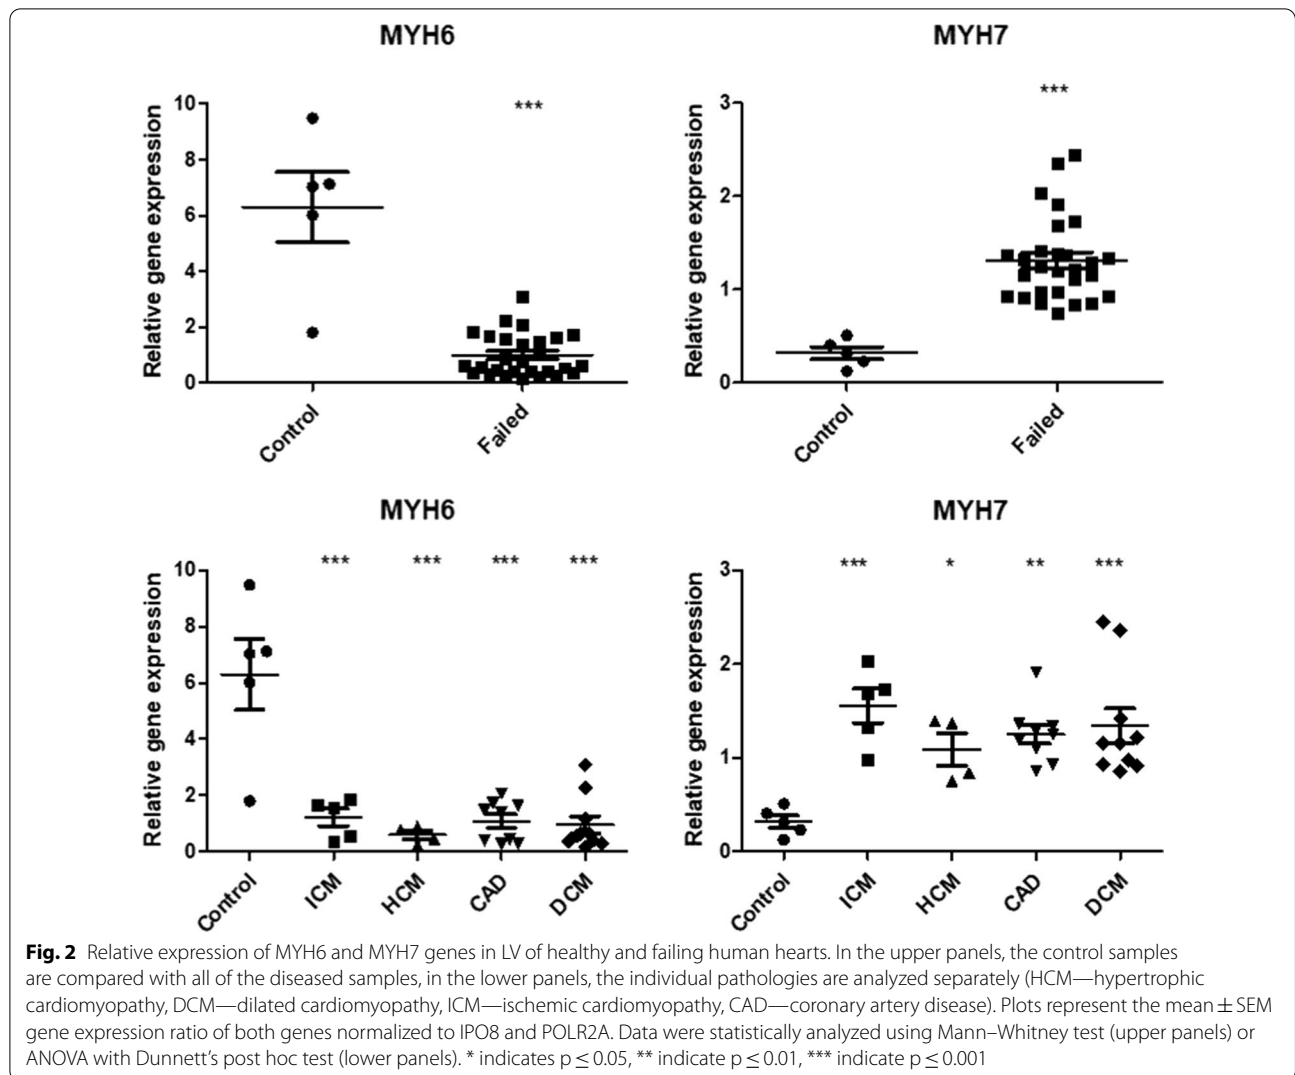 MYH6
Relative gene expression
10
8
6
4
2
0
***
Control
Failed
MYH7
Relative gene expression
3
2
1
0
***
Control
Failed
MYH6
Relative gene expression
10
8
6
4
2
0
*** *** *** ***
Control
ICM
HCM
CAD
DCM
MYH7
Relative gene expression
3
2
1
0
*** * ** ***
Control
ICM
HCM
CAD
DCM
Fig. 2 Relative expression of MYH6 and MYH7 genes in LV of healthy and failing human hearts. In the upper panels, the control samples
are compared with all of the diseased samples, in the lower panels, the individual pathologies are analyzed separately (HCM—hypertrophic
cardiomyopathy, DCM—dilated cardiomyopathy, ICM—ischemic cardiomyopathy, CAD—coronary artery disease). Plots represent the mean ± SEM
gene expression ratio of both genes normalized to IPO8 and POLR2A. Data were statistically analyzed using Mann–Whitney test (upper panels) or
ANOVA with Dunnett's post hoc test (lower panels). * indicates p ≤ 0.05, ** indicate p ≤ 0.01, *** indicate p ≤ 0.001